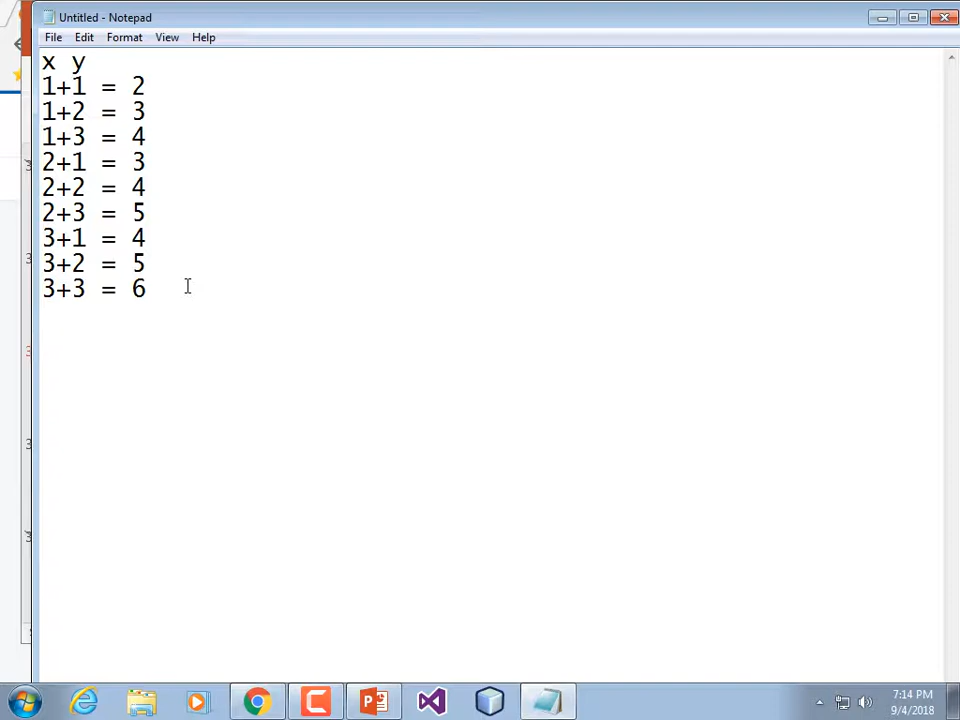 Untitled - Notepad
File Edit Format View Help
x y
1+1 = 2
1+2 = 3
1+3 = 4
2+1 = 3
2+2 = 4
2+3 = 5
3+1 = 4
3+2 = 5
3+3 = 6
7:14 PM
9/4/2018